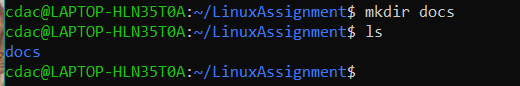 cdac@LAPTOP-HLN35T0A:~/LinuxAssignment$ mkdir docs
cdac@LAPTOP-HLN35T0A:~/LinuxAssignment$ ls
docs
cdac@LAPTOP-HLN35T0A:~/LinuxAssignment$